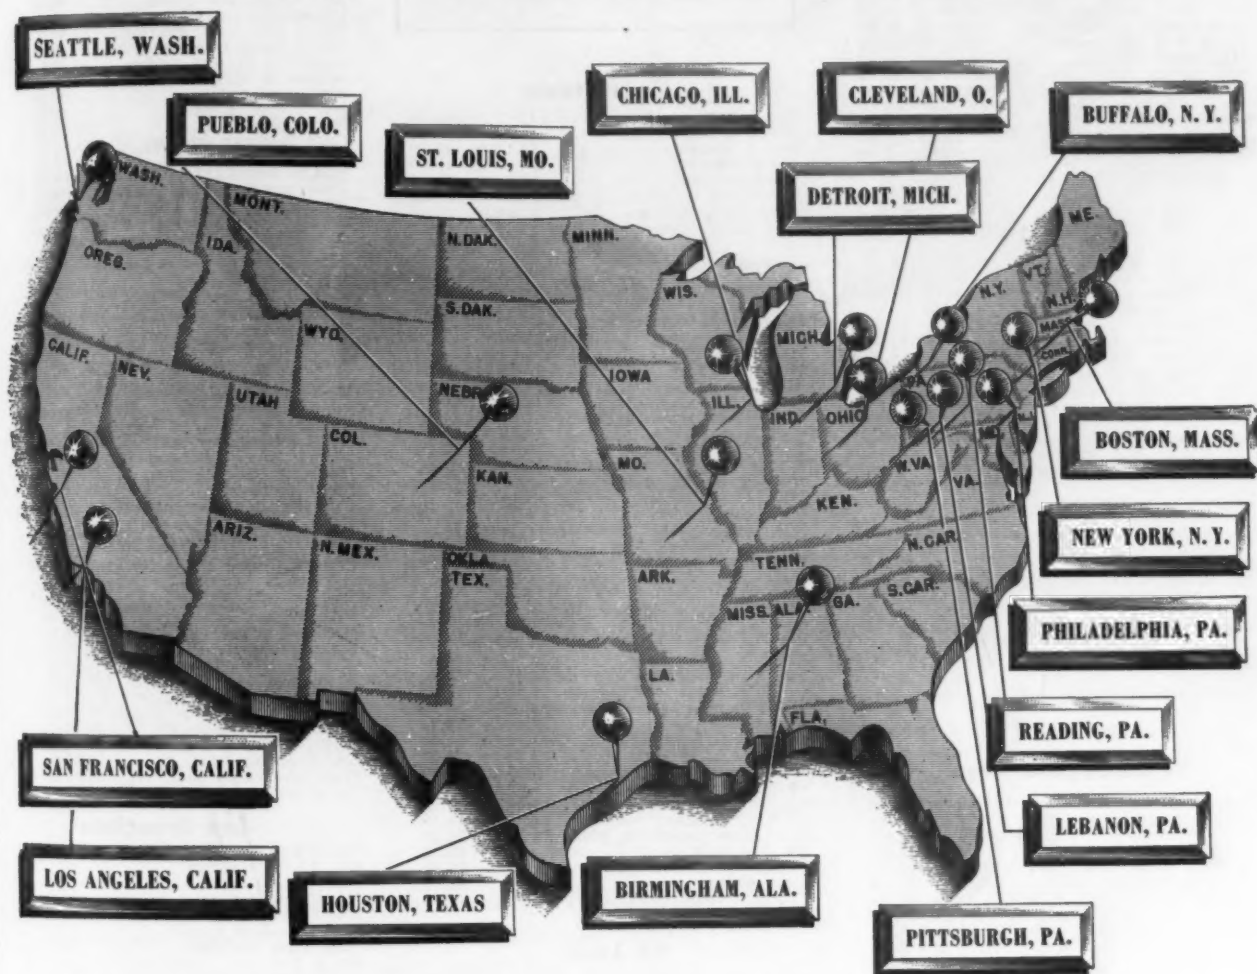 SEATTLE, WASH.
PUEBLO, COLO.
ST. LOUIS, MO.
CHICAGO, ILL.
CLEVELAND, O.
DETROIT, MICH.
BUFFALO, N. Y.
WASH.
MONT.
N. DAK.
MINN.
ME.
OREG.
IDA.
S. DAK.
WIS.
N.Y.
VT.
N.H.
WYO.
MICH.
MASS.
CALIF.
NEV.
UTAH
NEBR.
IOWA
ILL.
IND.
OHIO
PA.
CONN.
COL.
KAN.
MO.
KEN.
W.VA.
VA.
MD.
BOSTON, MASS.
ARIZ.
N. MEX.
OKLA.
TEX.
ARK.
TENN.
N. CAR.
S. CAR.
NEW YORK, N. Y.
MISS.
ALA.
GA.
PHILADELPHIA, PA.
LA.
FLA.
READING, PA.
SAN FRANCISCO, CALIF.
LEBANON, PA.
LOS ANGELES, CALIF.
HOUSTON, TEXAS
BIRMINGHAM, ALA.
PITTSBURGH, PA.